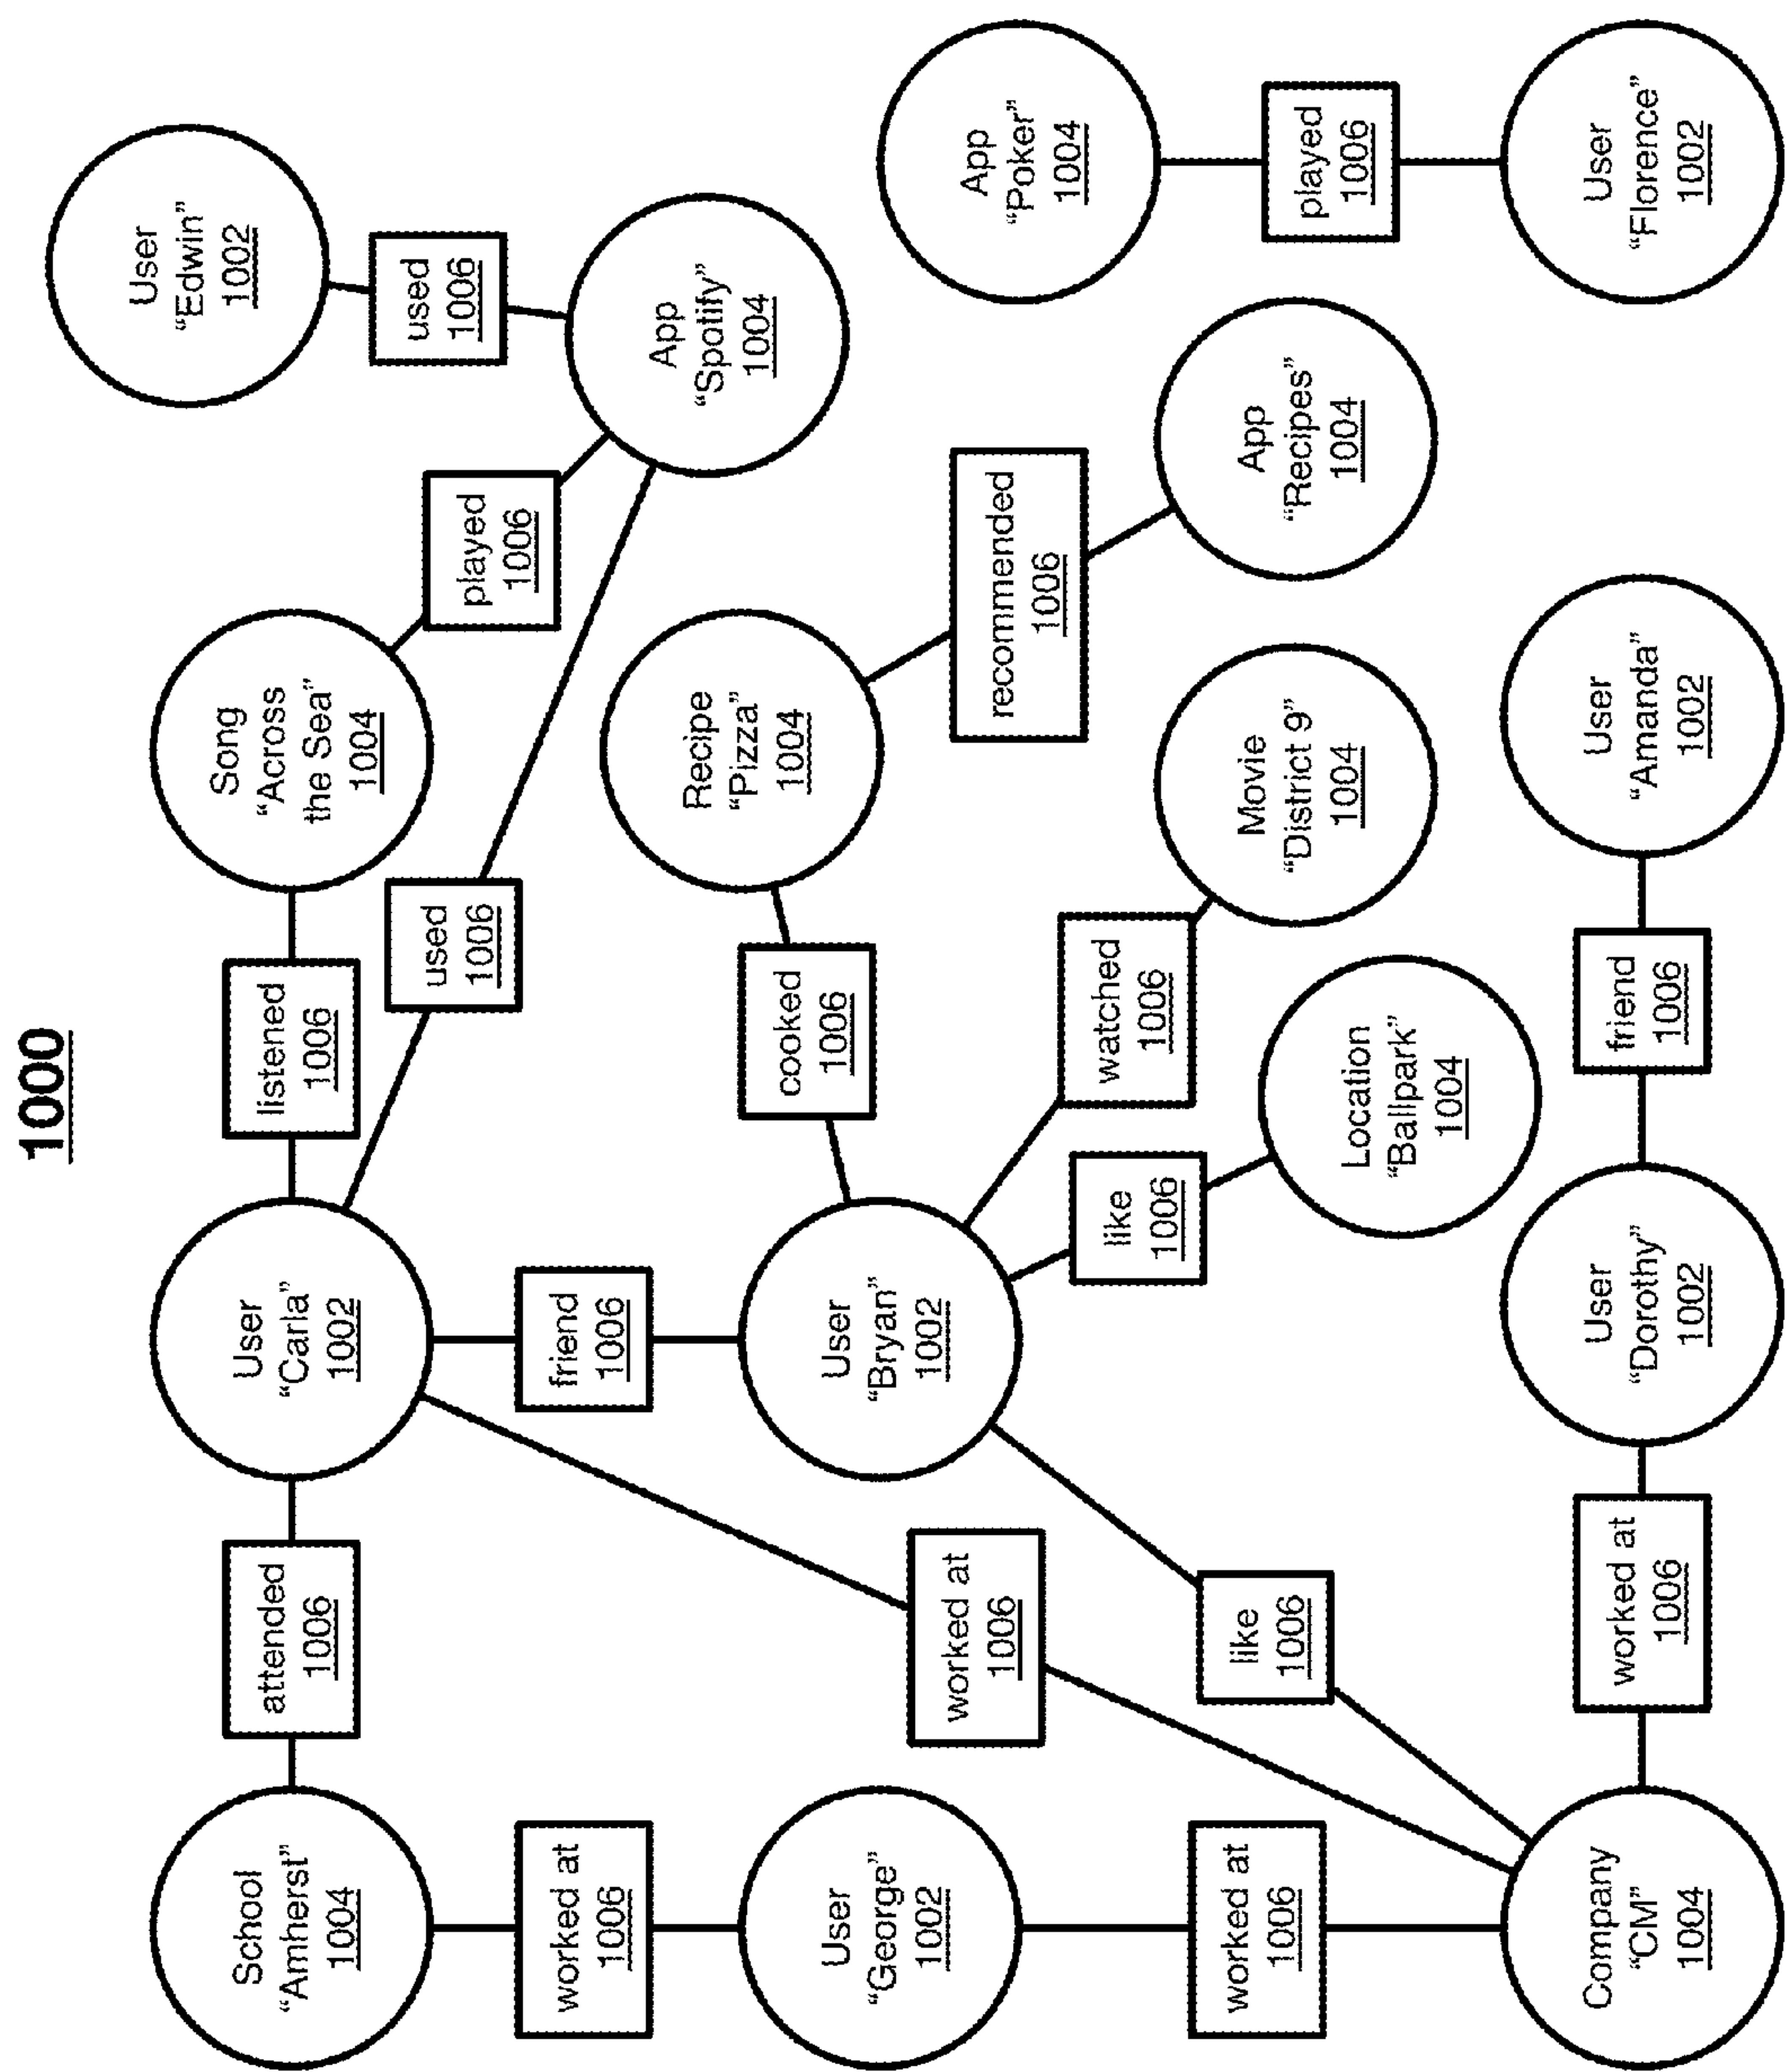 1000
School
“Amherst”
1004
attended
1006
User
“Carla”
1002
listened
1006
Song
“Across
the Sea”
1004
User
“Edwin”
1002
worked at
1006
friend
1006
used
1006
played
1006
used
1006
User
“George”
1002
User
“Bryan”
1002
cooked
1006
Recipe
“Pizza”
1004
App
“Spotify”
1004
worked at
1006
recommended
1006
App
“Poker”
1004
worked at
1006
like
1006
like
1006
watched
1006
Location
“Ballpark”
1004
Movie
“District 9”
1004
App
“Recipes”
1004
played
1006
Company
“CM”
1004
worked at
1006
User
“Dorothy”
1002
friend
1006
User
“Amanda”
1002
User
“Florence”
1002